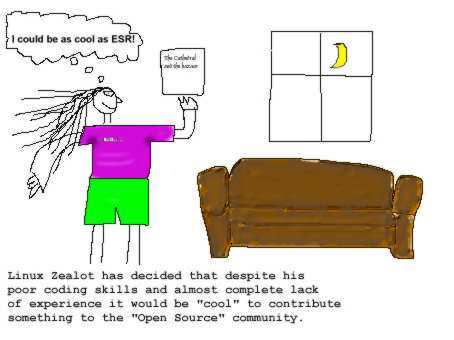 I could be as cool as ESR!
The Cathedral
and the bazaar
Linux Zealot has decided that despite his
poor coding skills and almost complete lack
of experience it would be "cool" to contribute
something to the "Open Source" community.